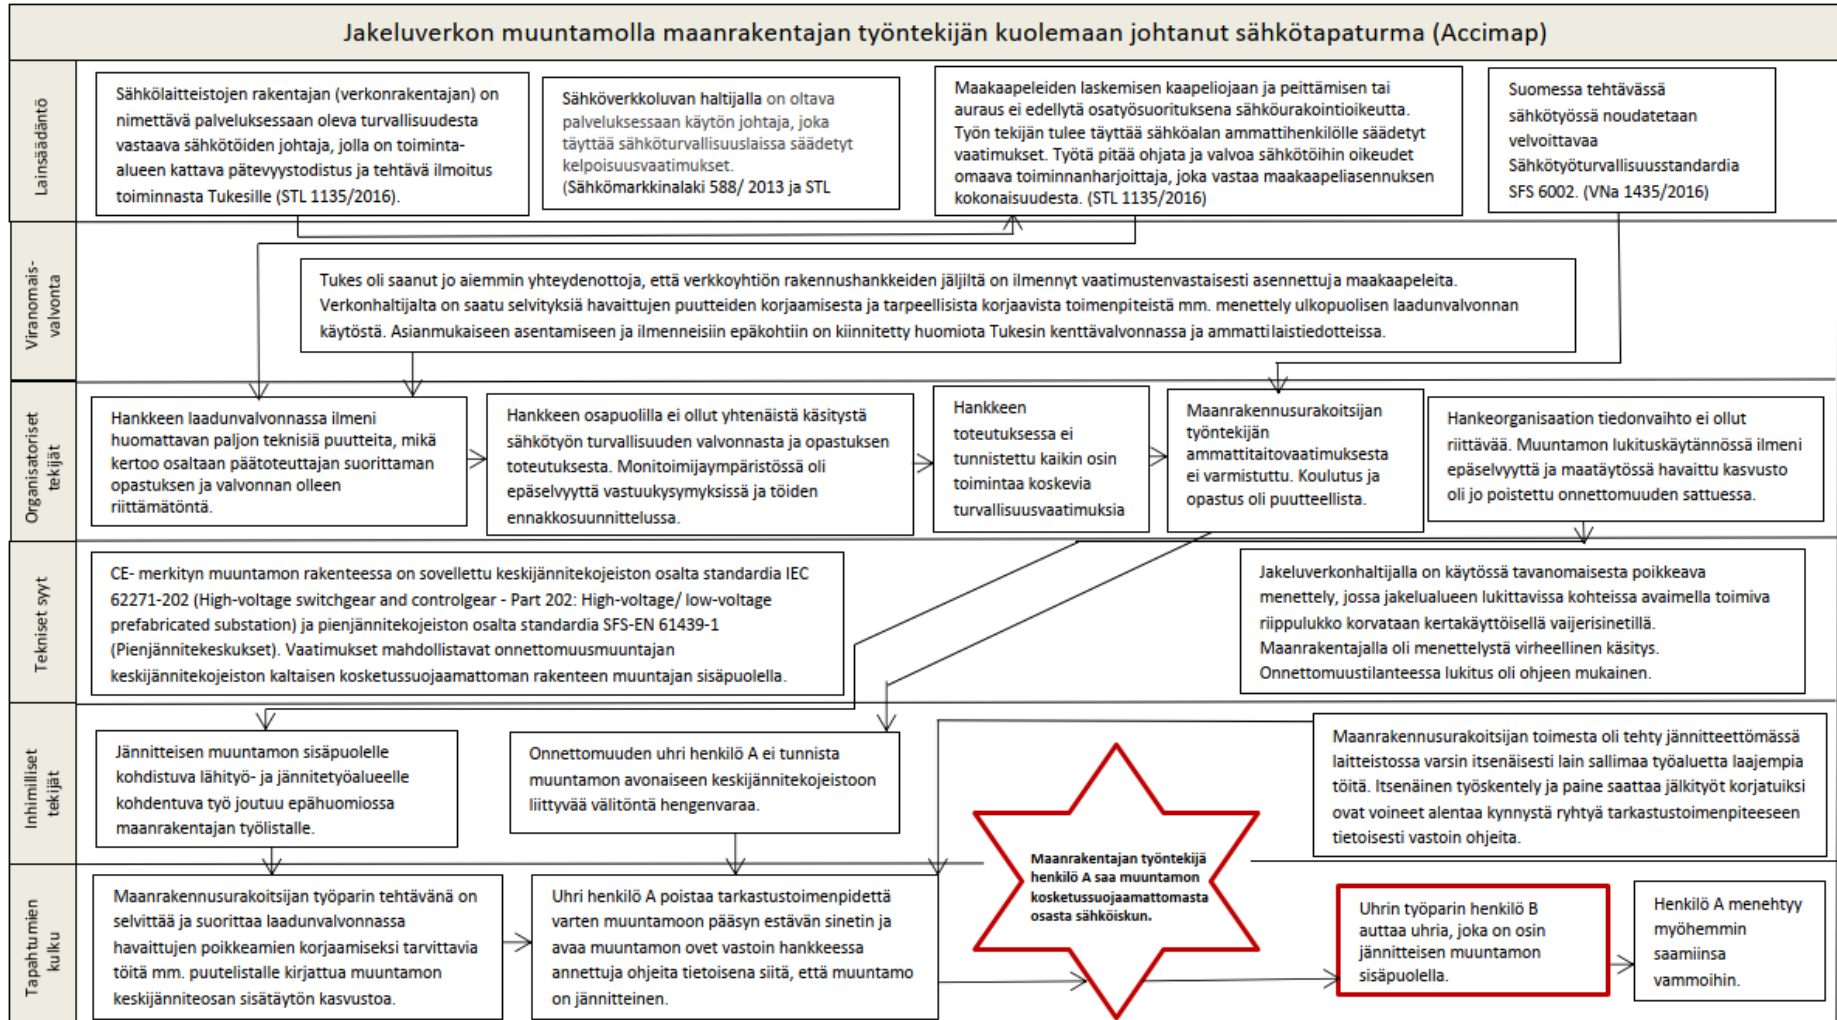 Jakeluverkon muuntamolla maanrakentajan työntekijän kuolemaan johtanut sähkötapaturma (Accimap)
Lainsäädäntö
Sähkölaitteistojen rakentajan (verkonrakentajan) on
nimettävä palveluksessaan oleva turvallisuudesta
vastaava sähkötöiden johtaja, jolla on toiminta-
alueen kattava pätevyystodistus ja tehtävä ilmoitus
toiminnasta Tukesille (STL 1135/2016).
Sähköverkkoluvan haltijalla on oltava
palveluksessaan käytön johtaja, joka
täyttää sähköturvallisuuslaissa säädetyt
kelpoisuusvaatimukset.
(Sähkömarkkinalaki 588/ 2013 ja STL
Maakaapeleiden laskemisen kaapeliojaan ja peittämisen tai
auraus ei edellytä osatyösuorituksena sähköurakointioikeutta.
Työn tekijän tulee täyttää sähköalan ammattihenkilölle säädetyt
vaatimukset. Työtä pitää ohjata ja valvoa sähkötöihin oikeudet
omaava toiminnanharjoittaja, joka vastaa maakaapeliasennuksen
kokonaisuudesta. (STL 1135/2016)
Suomessa tehtävässä
sähkötyössä noudatetaan
velvoittavaa
Sähkötyöturvallisuusstandardia
SFS 6002. (VNa 1435/2016)
Viranomais-
valvonta
Tukes oli saanut jo aiemmin yhteydenottoja, että verkkoyhtiön rakennushankkeiden jäljiltä on ilmennyt vaatimustenvastaisesti asennettuja maakaapeleita.
Verkonhaltijalta on saatu selvityksiä havaittujen puutteiden korjaamisesta ja tarpeellisista korjaavista toimenpiteistä mm. menettely ulkopuolisen laadunvalvonnan
käytöstä. Asianmukaiseen asentamiseen ja ilmenneisiin epäkohtiin on kiinnitetty huomiota Tukesin kenttävalvonnassa ja ammattilaistiedotteissa.
Organisatoriset
tekijät
Hankkeen laadunvalvonnassa ilmeni
huomattavan paljon teknisiä puutteita, mikä
kertoo osaltaan päätoteuttajan suorittaman
opastuksen ja valvonnan olleen
riittämätöntä.
Hankkeen osapuolilla ei ollut yhtenäistä käsitystä
sähkötyön turvallisuuden valvonnasta ja opastuksen
toteutuksesta. Monitoimijaympäristössä oli
epäselvyyttä vastuukysymyksissä ja töiden
ennakkosuunnittelussa.
Hankkeen
toteutuksessa ei
tunnistettu kaikin osin
toimintaa koskevia
turvallisuusvaatimuksia
Maanrakennusurakoitsijan
työntekijän
ammattitaitovaatimuksesta
ei varmistuttu. Koulutus ja
opastus oli puutteellista.
Hankeorganisaation tiedonvaihto ei ollut
riittävää. Muuntamon lukituskäytännössä ilmeni
epäselvyyttä ja maatäytössä havaittu kasvusto
oli jo poistettu onnettomuuden sattuessa.
Tekniset syyt
CE- merkityn muuntamon rakenteessa on sovellettu keskijännitekojeiston osalta standardia IEC
62271-202 (High-voltage switchgear and controlgear - Part 202: High-voltage/ low-voltage
prefabricated substation) ja pienjännitekojeiston osalta standardia SFS-EN 61439-1
(Pienjännitekeskukset). Vaatimukset mahdollistavat onnettomuusmuuntajan
keskijännitekojeiston kaltaisen kosketussuojaamattoman rakenteen muuntajan sisäpuolella.
Jakeluverkonhaltijalla on käytössä tavanomaisesta poikkeava
menettely, jossa jakelualueen lukittavissa kohteissa avaimella toimiva
riippulukko korvataan kertakäyttöisellä vaijerisinetillä.
Maanrakentajalla oli menettelystä virheellinen käsitys.
Onnettomuustilanteessa lukitus oli ohjeen mukainen.
Inhimilliset
tekijät
Jännitteisen muuntamon sisäpuolelle
kohdistuva lähityö- ja jännitetyöalueelle
kohdentuva työ joutuu epähuomiossa
maanrakentajan työlistalle.
Onnettomuuden uhri henkilö A ei tunnista
muuntamon avonaiseen keskijännitekojeistoon
liittyvää välitöntä hengenvaraa.
Maanrakennusurakoitsijan toimesta oli tehty jännitteettömässä
laitteistossa varsin itsenäisesti lain sallimaa työaluetta laajempia
töitä. Itsenäinen työskentely ja paine saattaa jälkityöt korjatuiksi
ovat voineet alentaa kynnystä ryhtyä tarkastustoimenpiteeseen
tietoisesti vastoin ohjeita.
Tapahtumien
kulku
Maanrakennusurakoitsijan työparin tehtävänä on
selvittää ja suorittaa laadunvalvonnassa
havaittujen poikkeamien korjaamiseksi tarvittavia
töitä mm. puutelistalle kirjattua muuntamon
keskijänniteosan sisätäytön kasvustoa.
Uhri henkilö A poistaa tarkastustoimenpidettä
varten muuntamoon pääsyn estävän sinetin ja
avaa muuntamon ovet vastoin hankkeessa
annettuja ohjeita tietoisena siitä, että muuntamo
on jännitteinen.
Maanrakentajan työntekijä
henkilö A saa muuntamon
kosketussuojaamattomasta
osasta sähköiskun.
Uhrin työparin henkilö B
auttaa uhria, joka on osin
jännitteisen muuntamon
sisäpuolella.
Henkilö A menehtyy
myöhemmin
saamiinsa
vammoihin.